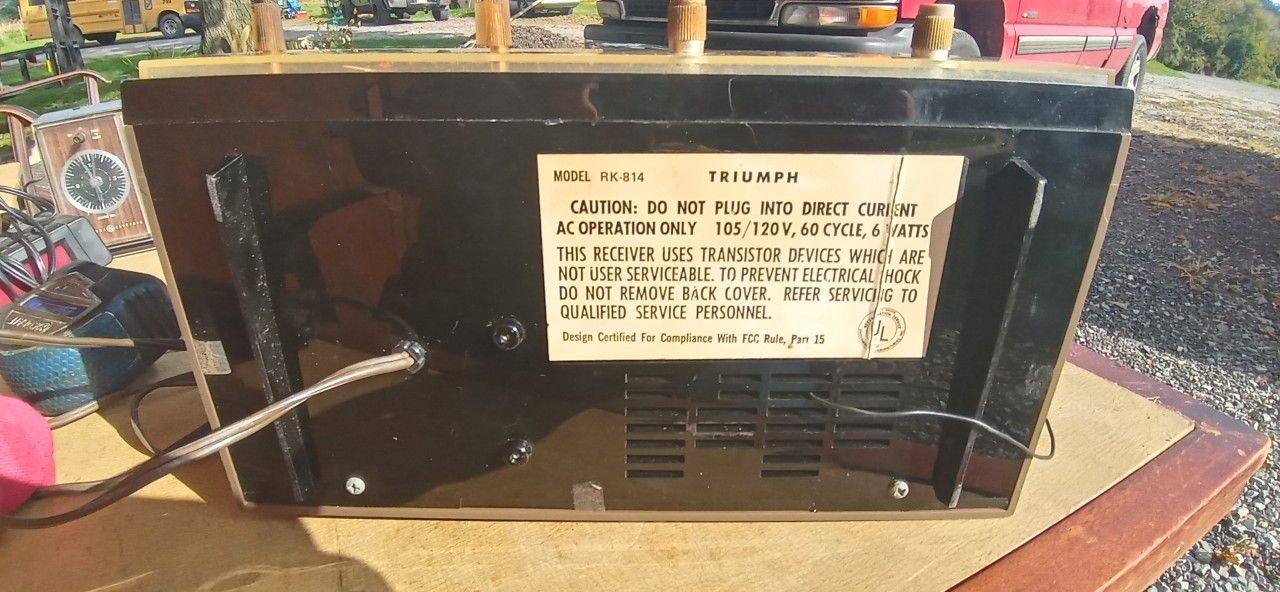 MODEL RK-814 TRIUMPH
CAUTION: DO NOT PLUG INTO DIRECT CURRENT
AC OPERATION ONLY 105/120V, 60 CYCLE, 6 WATTS
THIS RECEIVER USES TRANSISTOR DEVICES WHICH ARE
NOT USER SERVICEABLE. TO PREVENT ELECTRICAL SHOCK
DO NOT REMOVE BACK COVER. REFER SERVICING TO
QUALIFIED SERVICE PERSONNEL.
Design Certified For Compliance With FCC Rule, Part 15
UL